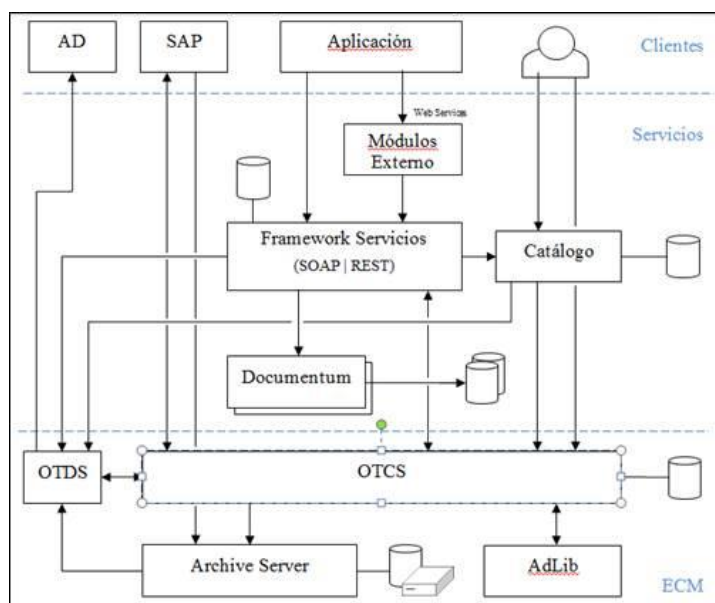 AD
SAP
Aplicación
Clientes
Web Services
Servicios
Módulos
Externo
Framework Servicios
(SOAP | REST)
Catálogo
Documentum
OTDS
OTCS
Archive Server
AdLib
ECM